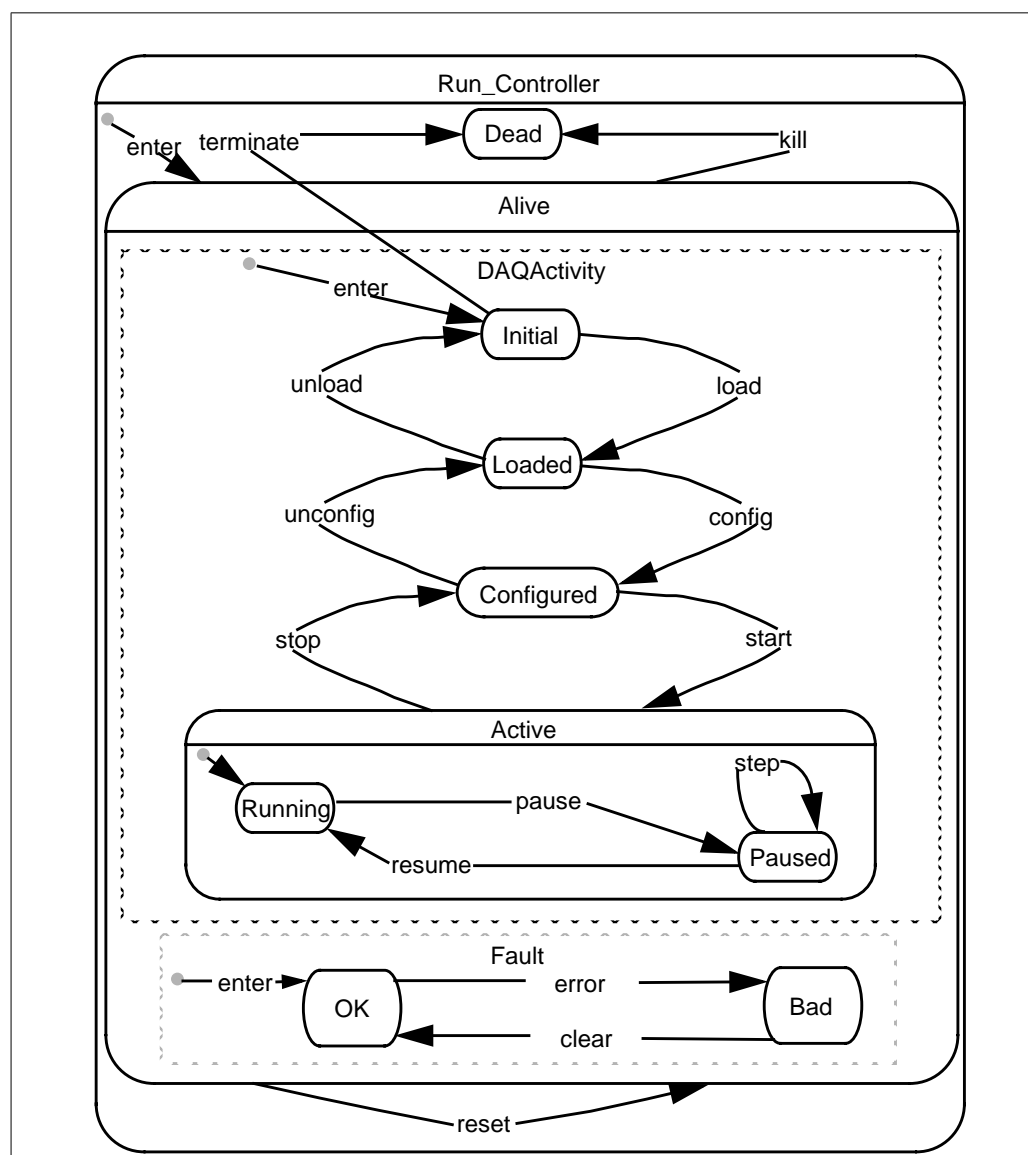 Run_Controller
Dead
enter
terminate
kill
Alive
DAQActivity
enter
Initial
unload
load
Loaded
unconfig
config
Configured
stop
start
Active
step
Running
pause
resume
Paused
Fault
enter
OK
error
Bad
clear
reset